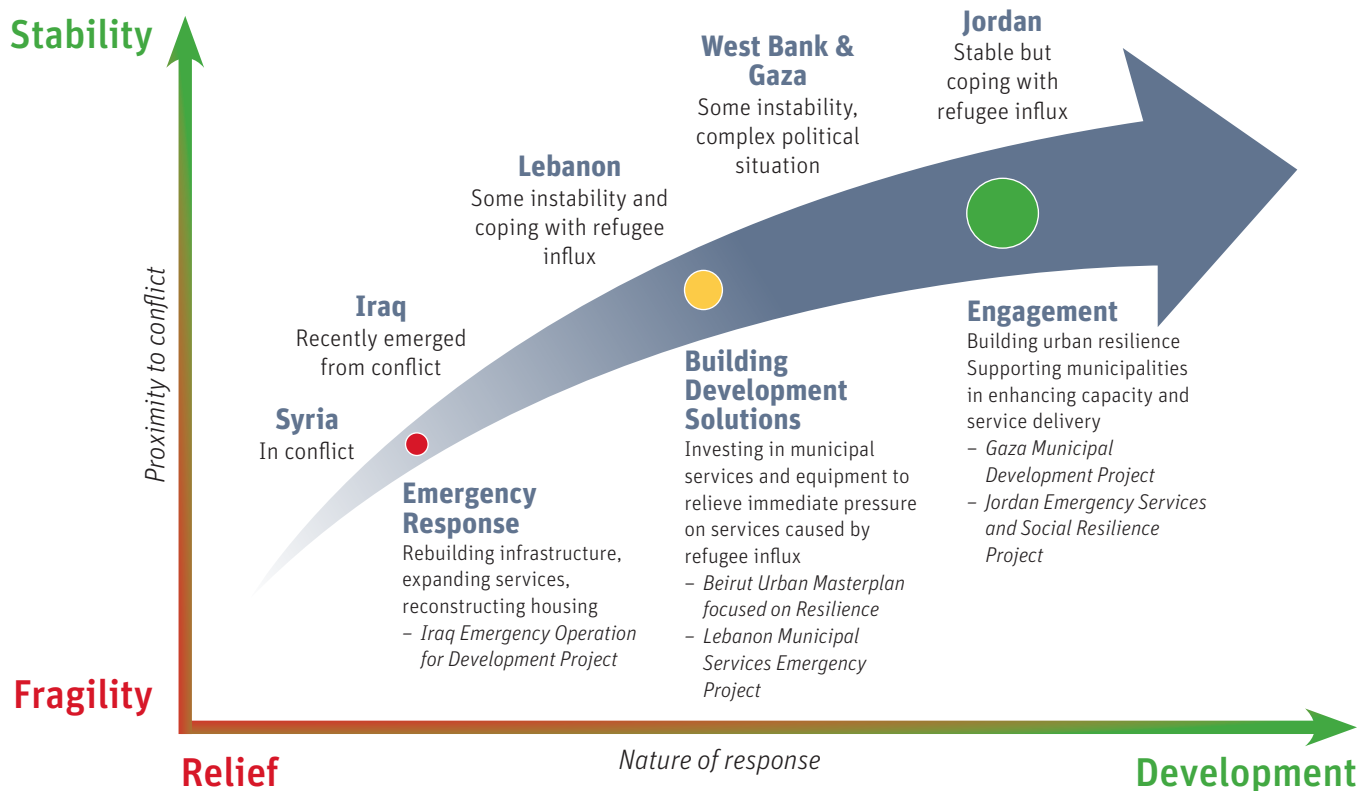 Stability
Proximity to conflict
Fragility
Relief
Nature of response
Development
Syria
In conflict
Iraq
Recently emerged
from conflict
Lebanon
Some instability and
coping with refugee
influx
West Bank &
Gaza
Some instability,
complex political
situation
Jordan
Stable but
coping with
refugee influx
Emergency
Response
Rebuilding infrastructure,
expanding services,
reconstructing housing
– Iraq Emergency Operation
for Development Project
Building
Development
Solutions
Investing in municipal
services and equipment to
relieve immediate pressure
on services caused by
refugee influx
– Beirut Urban Masterplan
focused on Resilience
– Lebanon Municipal
Services Emergency
Project
Engagement
Building urban resilience
Supporting municipalities
in enhancing capacity and
service delivery
– Gaza Municipal
Development Project
– Jordan Emergency Services
and Social Resilience
Project